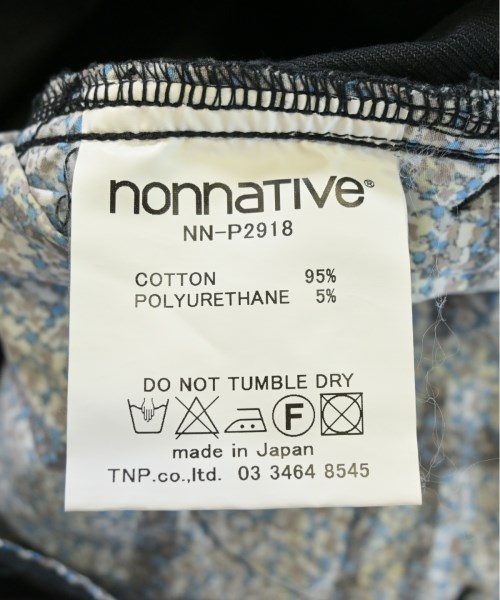 nonnative®
NN-P2918
COTTON 95%
POLYURETHANE 5%
DO NOT TUMBLE DRY
F
made in Japan
TNP.co.,ltd. 03 3464 8545